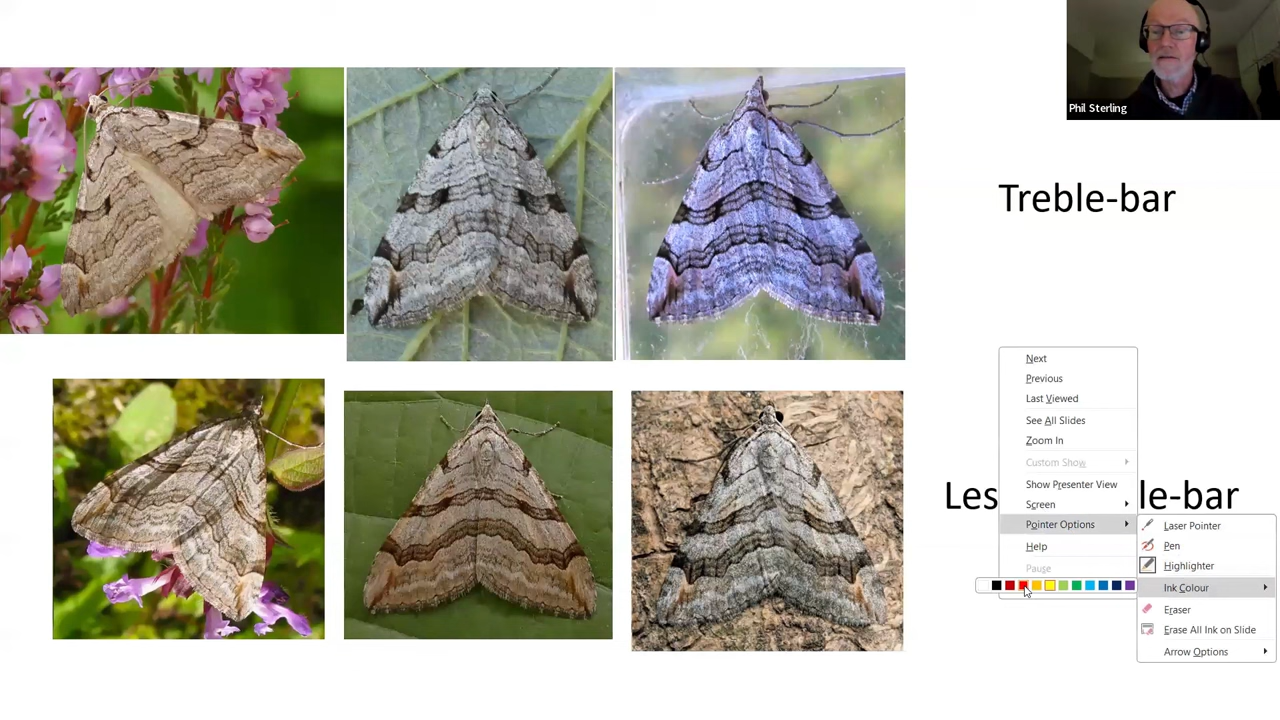 Phil Sterling
Treble-bar
Next
Previous
Last Viewed
See All Slides
Zoom In
Custom Show
Show Presenter View
Les le-bar
Screen
Pointer Options
Laser Pointer
Pen
Help
Highlighter
Pause
Ink Colour
Eraser
Erase All Ink on Slide
Arrow Options